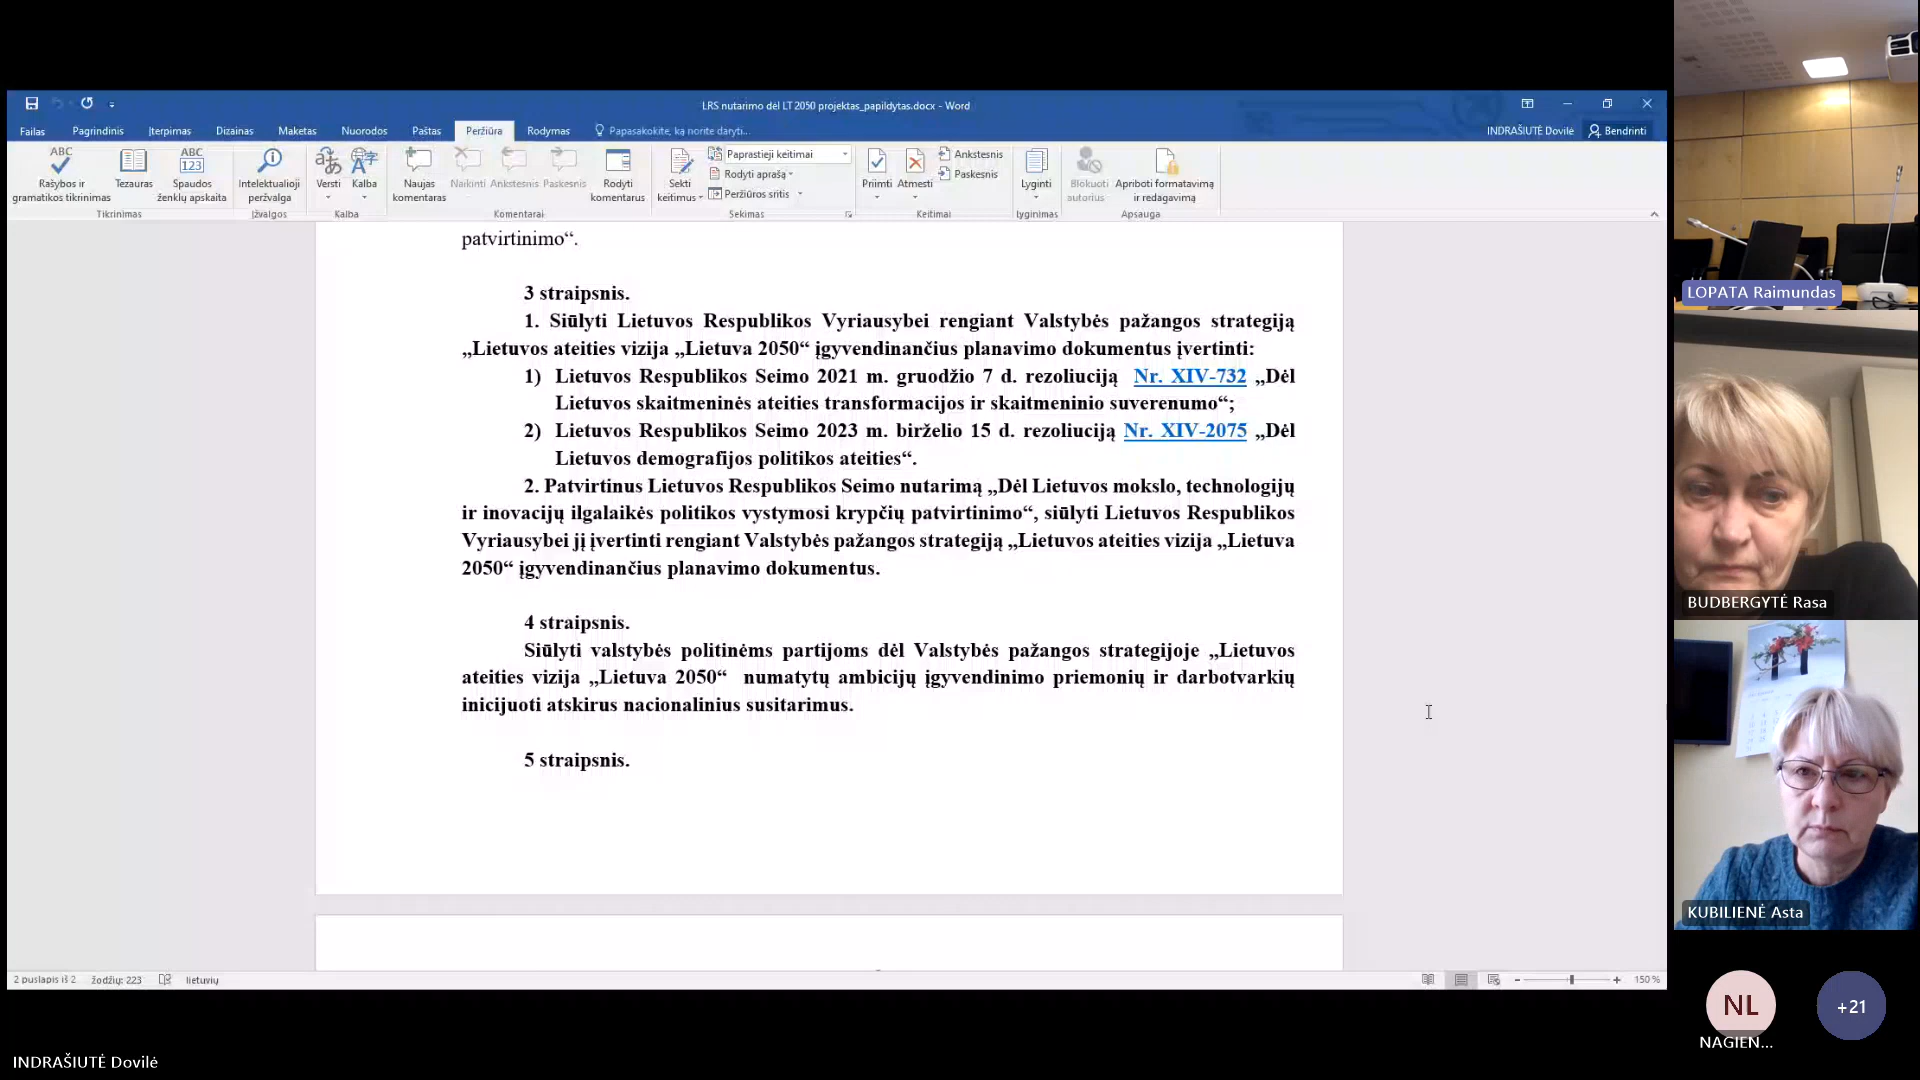 LRS nutarimo dėl LT 2050 projektas_papildytas.docx - Word
Failas Pagrindinis Įterpimas Dizainas Maketas Nuorodos Paštas Peržiūra Rodymas Papasakokite, ką norite daryti... INDRAŠIUTĖ Dovilė Bendrinti
ABC Rašybos ir gramatikos tikrinimas
Tezauras
ABC 123 Spaudos ženklų apskaita
Intelektualioji peržvalga
Versti
Kalba
Naujas komentaras
Naikinti
Ankstesnis
Paskesnis
Rodyti komentarus
Sekti keitimus
Paprastieji keitimai
Rodyti aprašą
Peržiūros sritis
Priimti
Atmesti
Ankstesnis
Paskesnis
Lyginti
Blokuoti autorius
Apriboti formatavimą ir redagavimą
Tikrinimas Įžvalgos Kalba Komentarai Sekimas Keitimai Lyginimas Apsauga
patvirtinimo“.
3 straipsnis.
1. Siūlyti Lietuvos Respublikos Vyriausybei rengiant Valstybės pažangos strategiją
„Lietuvos ateities vizija „Lietuva 2050“ įgyvendinančius planavimo dokumentus įvertinti:
1) Lietuvos Respublikos Seimo 2021 m. gruodžio 7 d. rezoliuciją Nr. XIV-732 „Dėl
Lietuvos skaitmeninės ateities transformacijos ir skaitmeninio suverenumo“;
2) Lietuvos Respublikos Seimo 2023 m. birželio 15 d. rezoliuciją Nr. XIV-2075 „Dėl
Lietuvos demografijos politikos ateities“.
2. Patvirtinus Lietuvos Respublikos Seimo nutarimą „Dėl Lietuvos mokslo, technologijų
ir inovacijų ilgalaikės politikos vystymosi krypčių patvirtinimo“, siūlyti Lietuvos Respublikos
Vyriausybei jį įvertinti rengiant Valstybės pažangos strategiją „Lietuvos ateities vizija „Lietuva
2050“ įgyvendinančius planavimo dokumentus.
4 straipsnis.
Siūlyti valstybės politinėms partijoms dėl Valstybės pažangos strategijoje „Lietuvos
ateities vizija „Lietuva 2050“ numatytų ambicijų įgyvendinimo priemonių ir darbotvarkių
inicijuoti atskirus nacionalinius susitarimus.
5 straipsnis.
2 puslapis iš 2 žodžių: 223 lietuvių 150 %
LOPATA Raimundas
BUDBERGYTĖ Rasa
KUBILIENĖ Asta
NL
NAGIEN...
+21
INDRAŠIUTĖ Dovilė